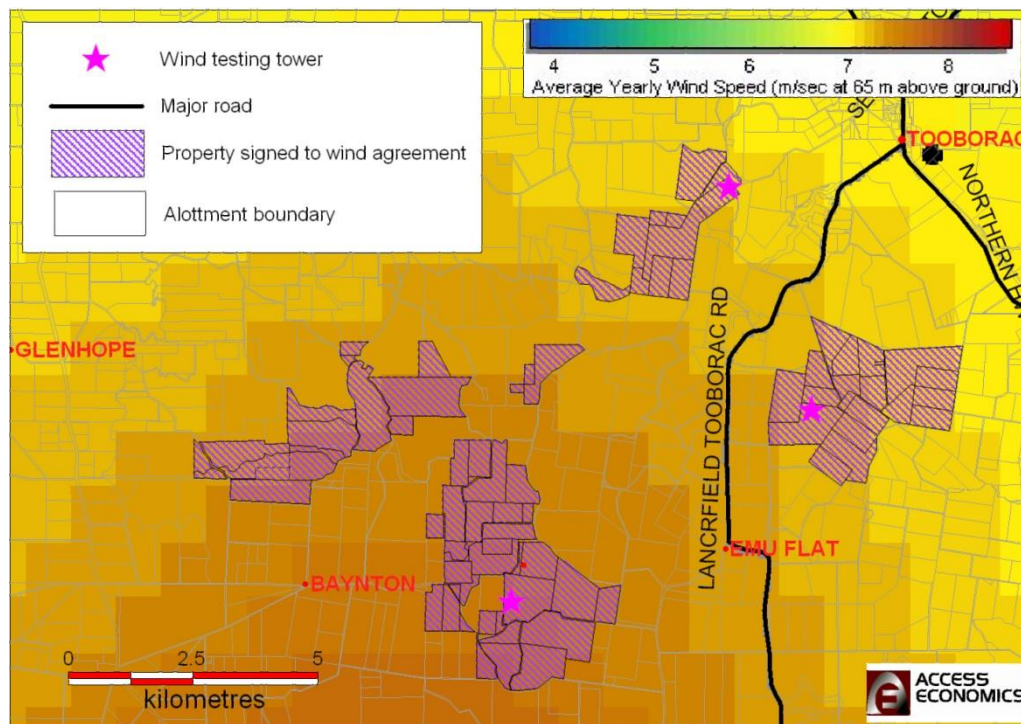 Wind testing tower
Major road
Property signed to wind agreement
Alottment boundary
4 5 6 7 8
Average Yearly Wind Speed (m/sec at 65 m above ground)
TOOBORAC
NORTHERN H
GLENHOPE
LANCRFIELD TOOBORAC RD
EMU FLAT
BAYNTON
0 2.5 5
kilometres
ACCESS
ECONOMICS